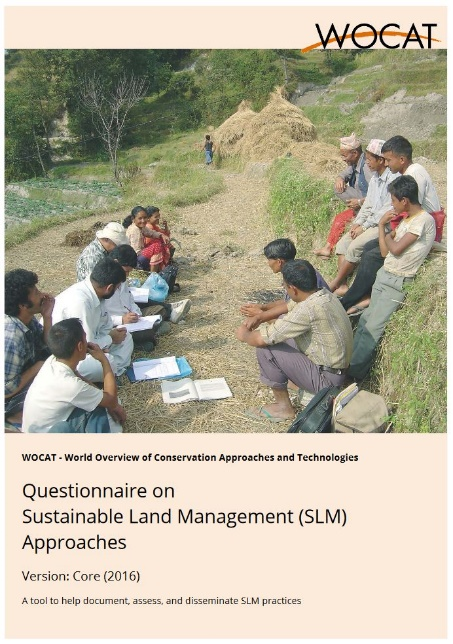 WOCAT
WOCAT - World Overview of Conservation Approaches and Technologies
Questionnaire on
Sustainable Land Management (SLM)
Approaches
Version: Core (2016)
A tool to help document, assess, and disseminate SLM practices